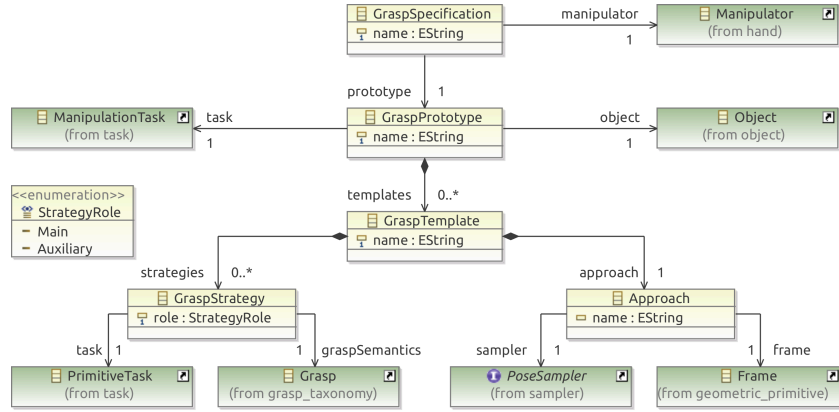 GraspSpecification
name : EString
manipulator
1
Manipulator
(from hand)
prototype
1
ManipulationTask
(from task)
task
1
GraspPrototype
name : EString
object
1
Object
(from object)
<<enumeration>>
StrategyRole
Main
Auxiliary
templates
0..*
GraspTemplate
name : EString
strategies
0..*
approach
1
GraspStrategy
role : StrategyRole
Approach
name : EString
task
1
1
graspSemantics
sampler
1
1
frame
PrimitiveTask
(from task)
Grasp
(from grasp_taxonomy)
PoseSampler
(from sampler)
Frame
(from geometric_primitive)